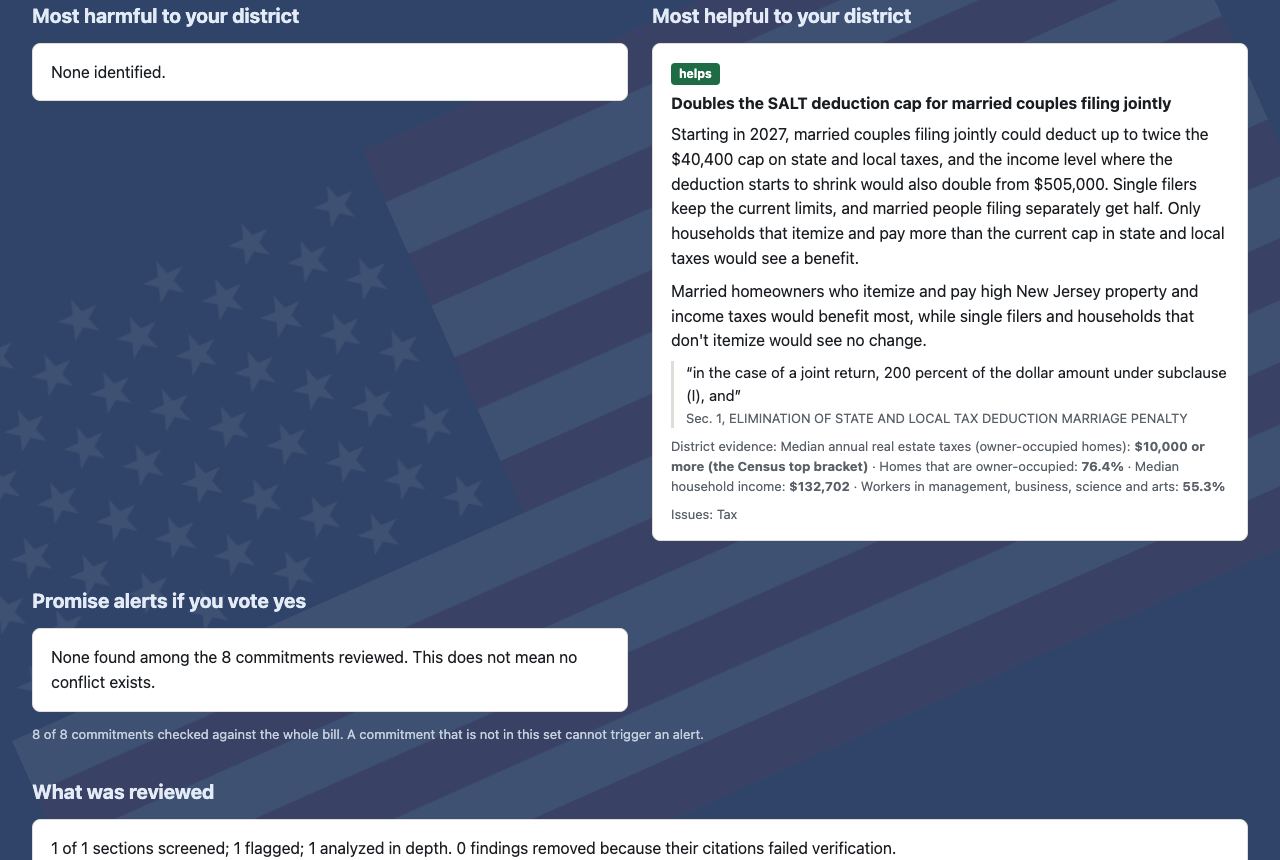 Most harmful to your district
None identified.
Most helpful to your district
helps
Doubles the SALT deduction cap for married couples filing jointly
Starting in 2027, married couples filing jointly could deduct up to twice the
$40,400 cap on state and local taxes, and the income level where the
deduction starts to shrink would also double from $505,000. Single filers
keep the current limits, and married people filing separately get half. Only
households that itemize and pay more than the current cap in state and local
taxes would see a benefit.
Married homeowners who itemize and pay high New Jersey property and
income taxes would benefit most, while single filers and households that
don't itemize would see no change.
“in the case of a joint return, 200 percent of the dollar amount under subclause
(I), and”
Sec. 1, ELIMINATION OF STATE AND LOCAL TAX DEDUCTION MARRIAGE PENALTY
District evidence: Median annual real estate taxes (owner-occupied homes): $10,000 or
more (the Census top bracket) · Homes that are owner-occupied: 76.4% · Median
household income: $132,702 · Workers in management, business, science and arts: 55.3%
Issues: Tax
Promise alerts if you vote yes
None found among the 8 commitments reviewed. This does not mean no
conflict exists.
8 of 8 commitments checked against the whole bill. A commitment that is not in this set cannot trigger an alert.
What was reviewed
1 of 1 sections screened; 1 flagged; 1 analyzed in depth. 0 findings removed because their citations failed verification.